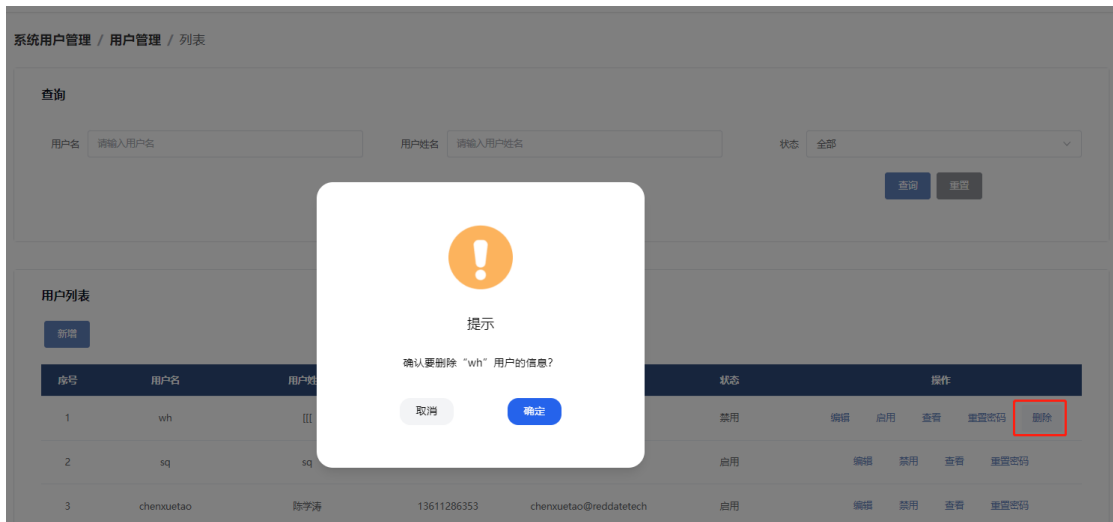 系统用户管理 / 用户管理 / 列表
查询
用户名 请输入用户名 用户姓名 请输入用户姓名 状态 全部
查询 重置
提示
确认要删除“wh”用户的信息?
取消 确定
用户列表
新增
序号 用户名 用户姓 状态 操作
1 wh [[[ 禁用 编辑 启用 查看 重置密码 删除
2 sq sq 启用 编辑 禁用 查看 重置密码
3 chenxuetao 陈学涛 13611286353 chenxuetao@reddatetech 启用 编辑 禁用 查看 重置密码